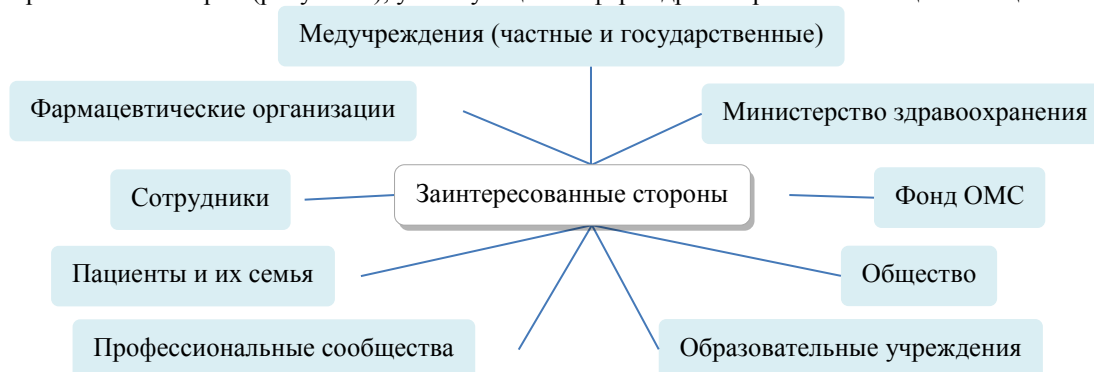 Медучреждения (частные и государственные)
Фармацевтические организации
Министерство здравоохранения
Сотрудники
Заинтересованные стороны
Фонд ОМС
Пациенты и их семья
Общество
Профессиональные сообщества
Образовательные учреждения